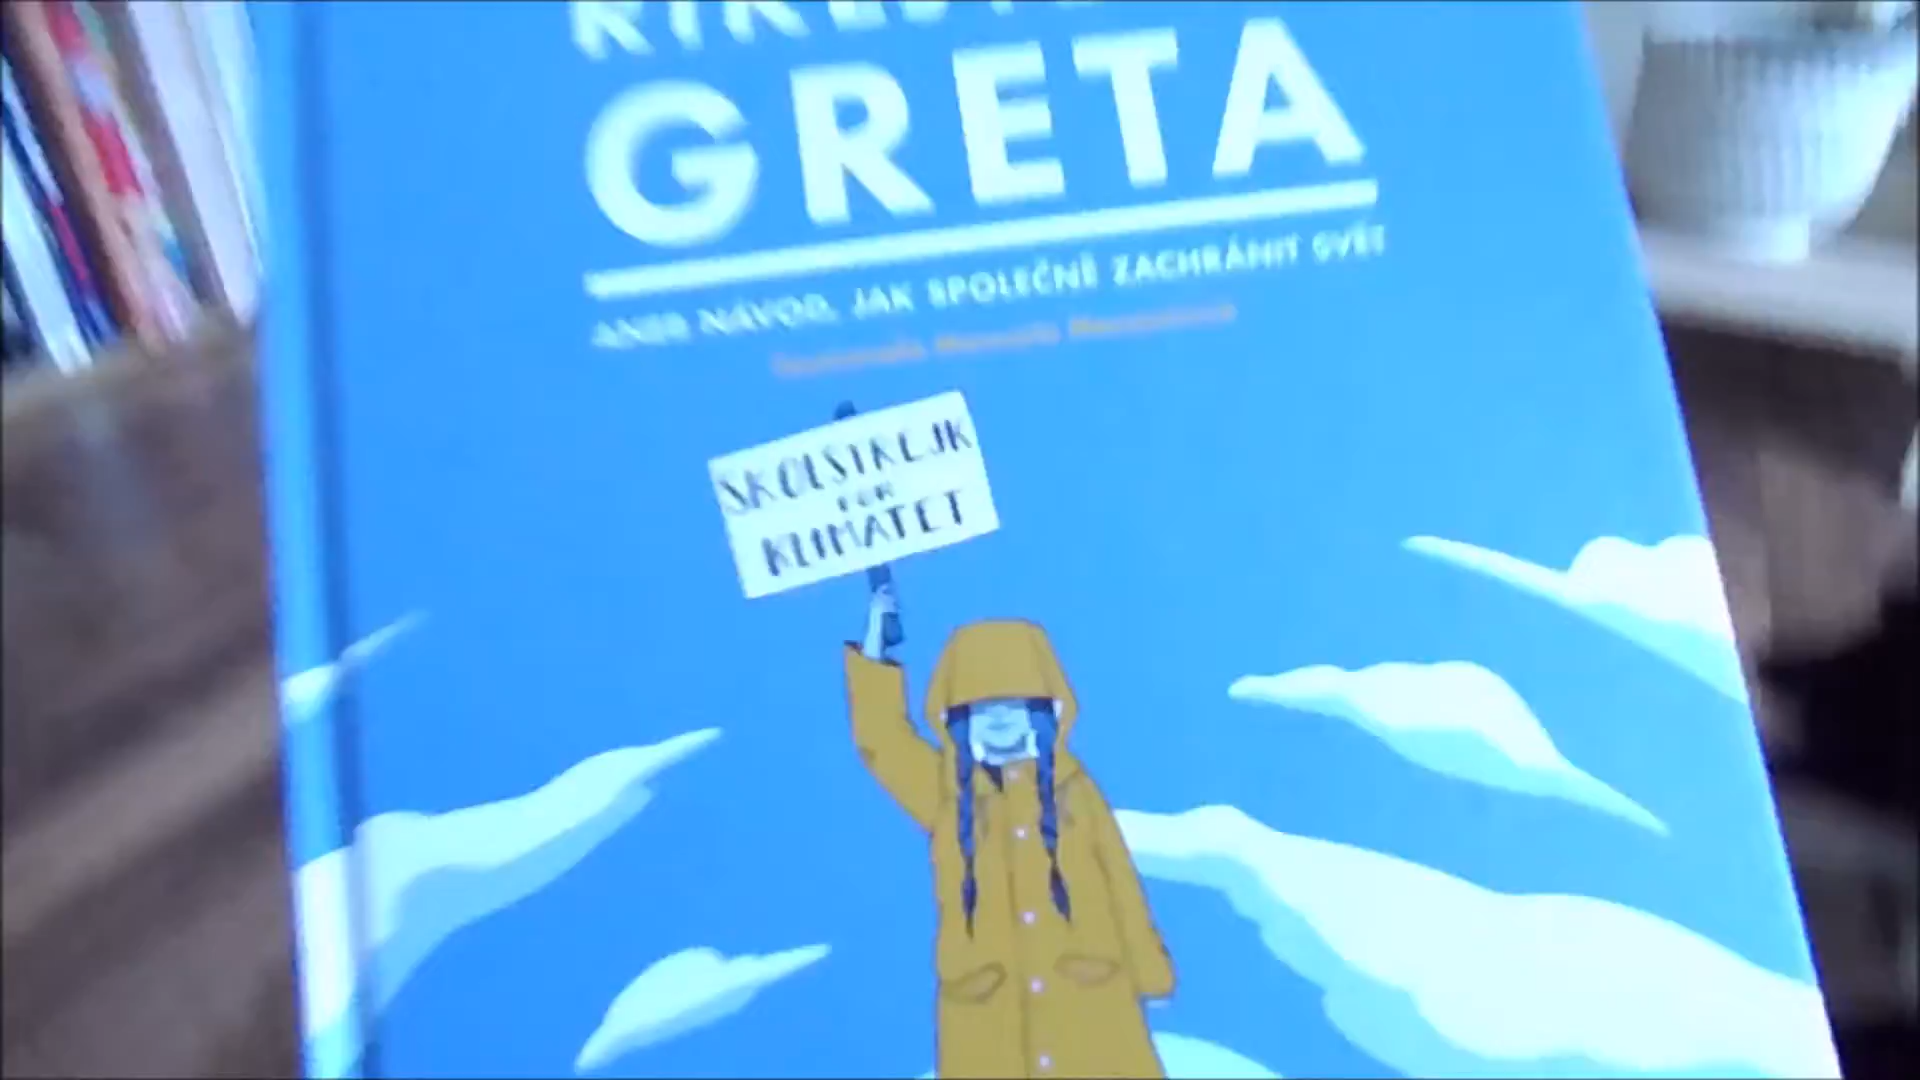 GRETA
ANEB NÁVOD, JAK SPOLEČNĚ ZACHRÁNIT SVĚT
SKOLSTREJK
FÖR
KLIMATET